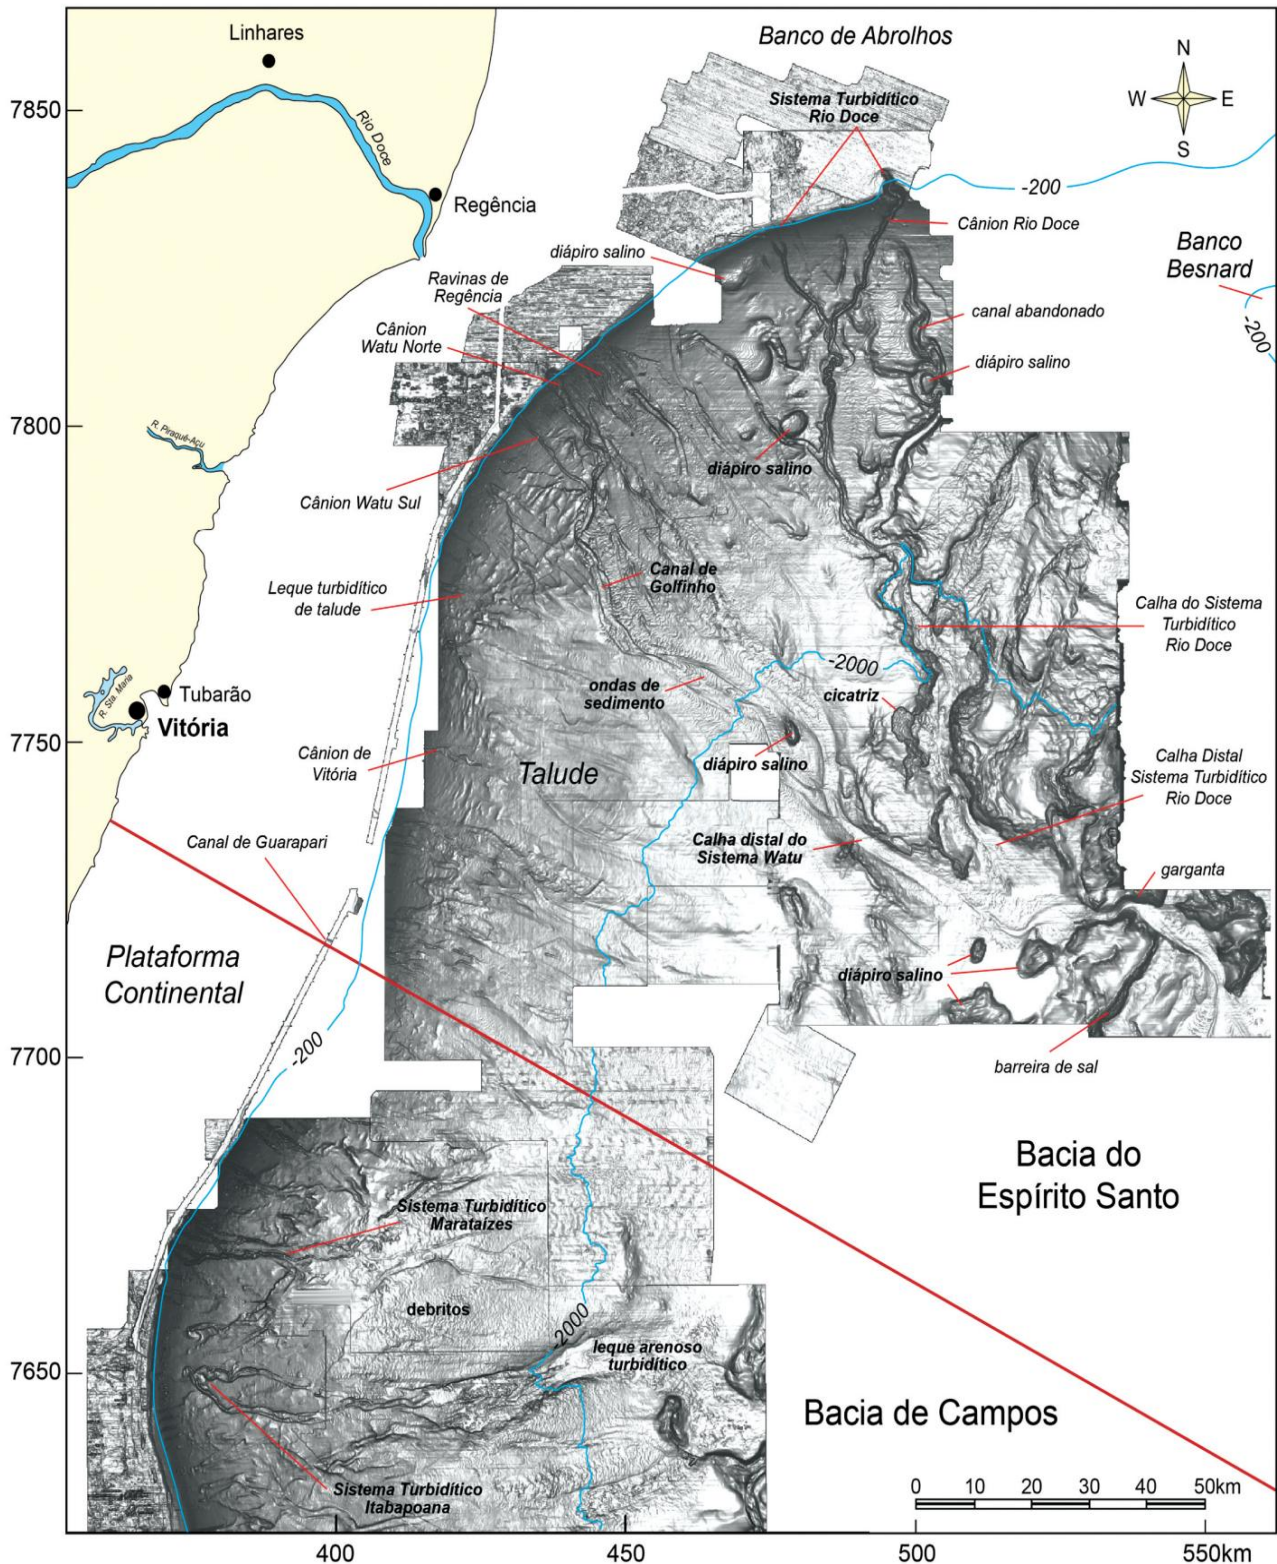 Linhares
Banco de Abrolhos
N
W
E
S
7850
Rio Doce
Sistema Turbidítico
Rio Doce
-200
Regência
Cânion Rio Doce
Banco
Besnard
diápiro salino
Ravinas de
Regência
canal abandonado
-200
Cânion
Watu Norte
diápiro salino
7800
R. Piraquê-Açu
diápiro salino
Cânion Watu Sul
Canal de
Golfinho
Leque turbidítico
de talude
Calha do Sistema
Turbidítico
Rio Doce
-2000
R. Sta. Maria
Tubarão
ondas de
sedimento
cicatriz
Vitória
7750
Cânion de
Vitória
Talude
diápiro salino
Calha Distal
Sistema Turbidítico
Rio Doce
Canal de Guarapari
Calha distal do
Sistema Watu
garganta
Plataforma
Continental
diápiro salino
-200
7700
barreira de sal
Bacia do
Espírito Santo
Sistema Turbidítico
Marataízes
debritos
-2000
leque arenoso
turbidítico
7650
Bacia de Campos
Sistema Turbidítico
Itabapoana
0 10 20 30 40 50km
400 450 500 550km